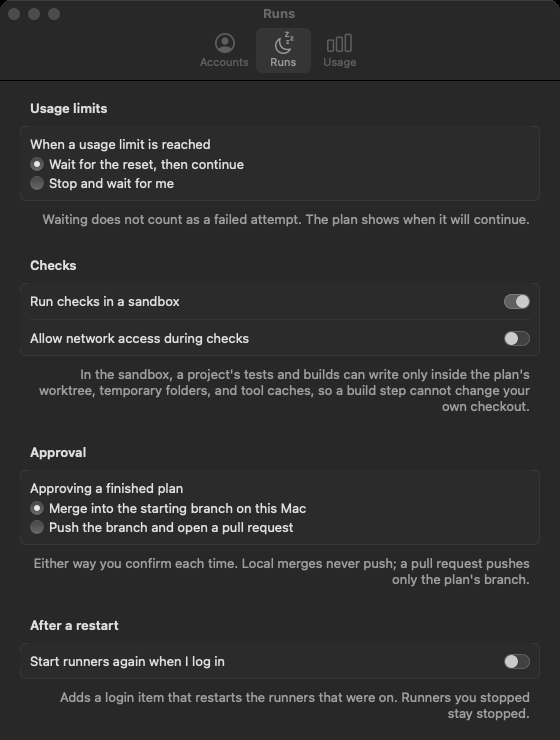 Runs
Accounts
Runs
Usage
Usage limits
When a usage limit is reached
Wait for the reset, then continue
Stop and wait for me
Waiting does not count as a failed attempt. The plan shows when it will continue.
Checks
Run checks in a sandbox
Allow network access during checks
In the sandbox, a project's tests and builds can write only inside the plan's
worktree, temporary folders, and tool caches, so a build step cannot change your
own checkout.
Approval
Approving a finished plan
Merge into the starting branch on this Mac
Push the branch and open a pull request
Either way you confirm each time. Local merges never push; a pull request pushes
only the plan's branch.
After a restart
Start runners again when I log in
Adds a login item that restarts the runners that were on. Runners you stopped
stay stopped.